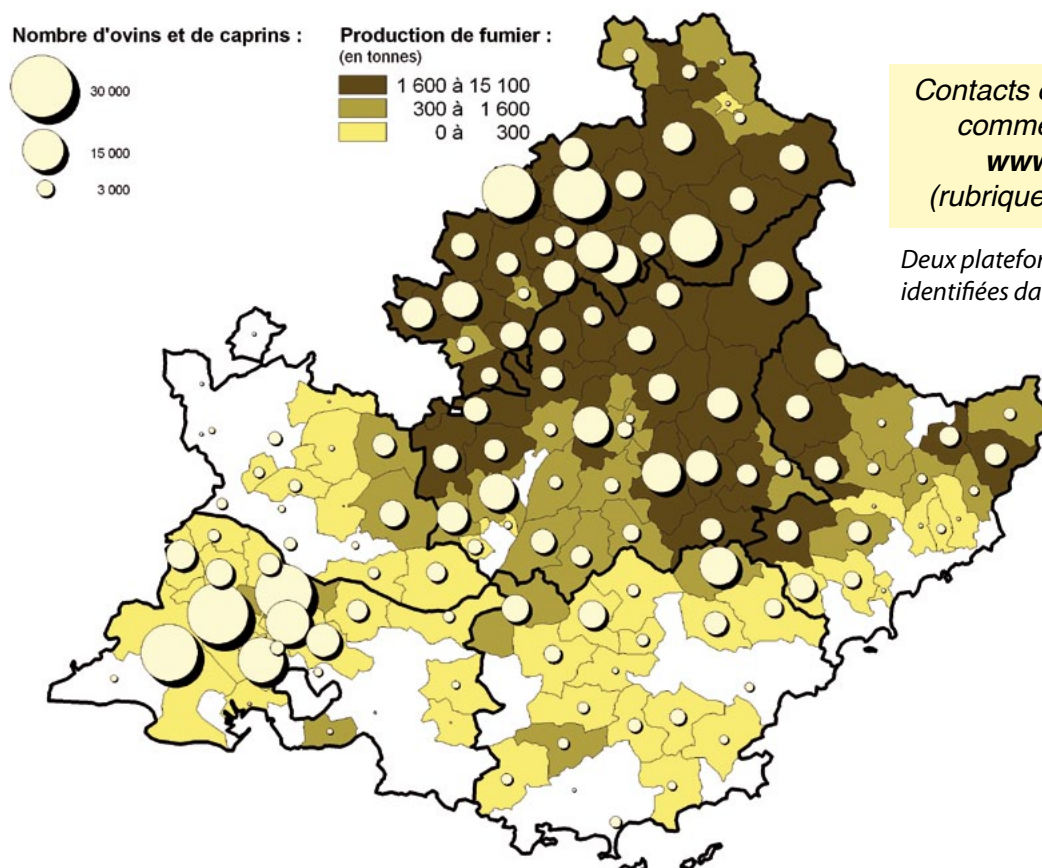 Nombre d'ovins et de caprins :
30 000
15 000
3 000
Production de fumier :
(en tonnes)
1 600 à 15 100
300 à 1 600
0 à 300
Contacts
comme
www
(rubrique
Deux platefor
identifiées da